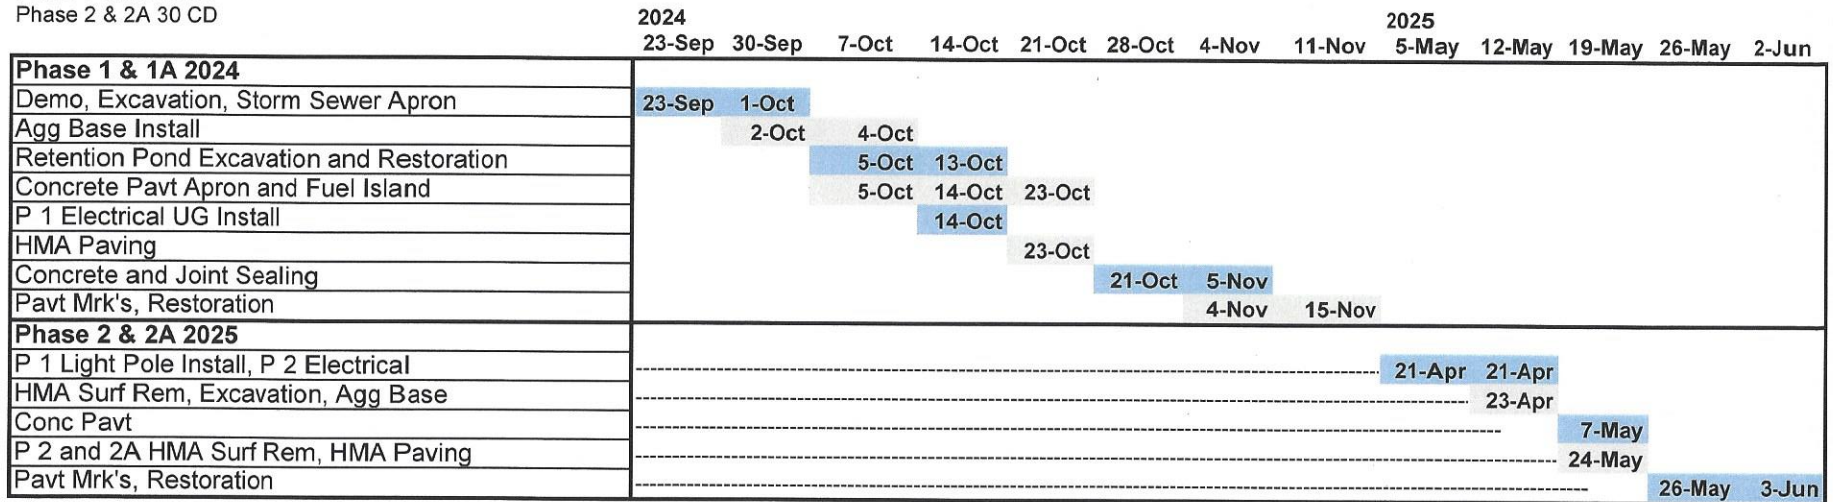 Phase 2 & 2A 30 CD
2024 2025
23-Sep 30-Sep 7-Oct 14-Oct 21-Oct 28-Oct 4-Nov 11-Nov 5-May 12-May 19-May 26-May 2-Jun
Phase 1 & 1A 2024
Demo, Excavation, Storm Sewer Apron 23-Sep 1-Oct
Agg Base Install 2-Oct 4-Oct
Retention Pond Excavation and Restoration 5-Oct 13-Oct
Concrete Pavt Apron and Fuel Island 5-Oct 14-Oct 23-Oct
P 1 Electrical UG Install 14-Oct
HMA Paving 23-Oct
Concrete and Joint Sealing 21-Oct 5-Nov
Pavt Mrk's, Restoration 4-Nov 15-Nov
Phase 2 & 2A 2025
P 1 Light Pole Install, P 2 Electrical 21-Apr 21-Apr
HMA Surf Rem, Excavation, Agg Base 23-Apr
Conc Pavt 7-May
P 2 and 2A HMA Surf Rem, HMA Paving 24-May
Pavt Mrk's, Restoration 26-May 3-Jun